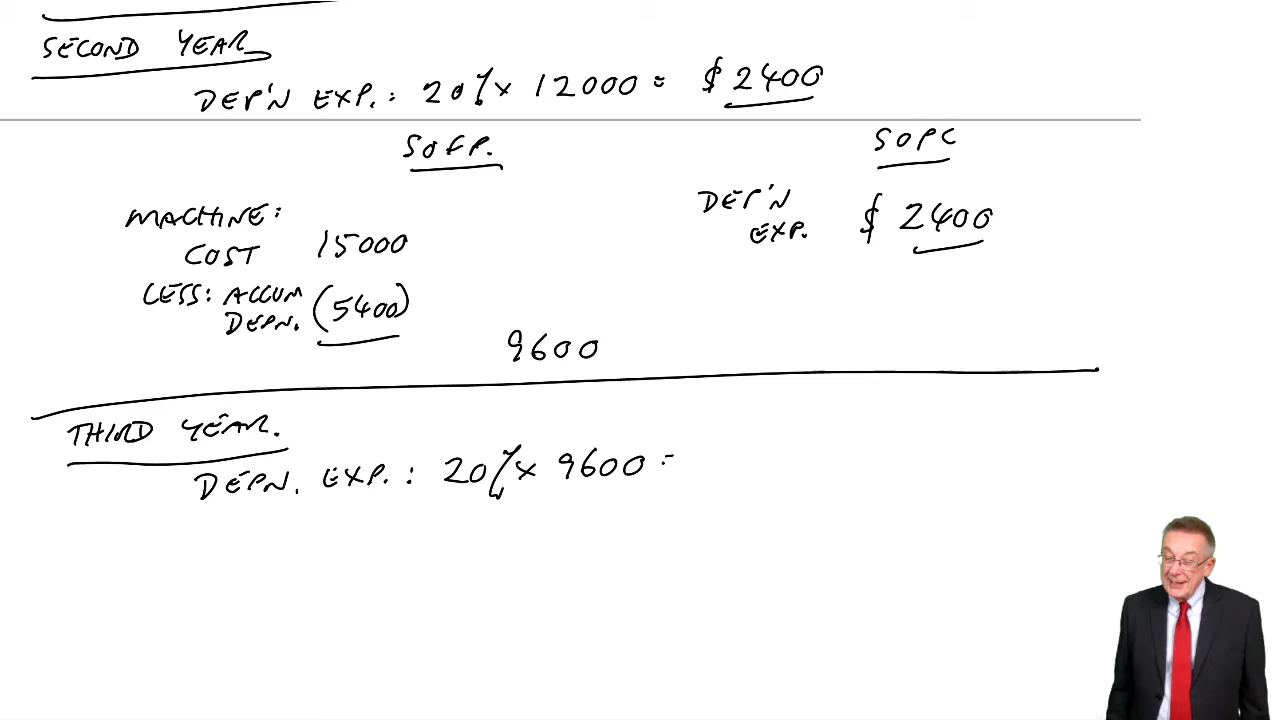 SECOND YEAR
DEP'N EXP. : 20% × 12000 = $ 2400
SOFP.
SOPL
MACHINE:
COST 15000
LESS: ACCUM
DEPN. (5400)
9600
DEP'N
EXP. $ 2400
THIRD YEAR.
DEPN. EXP. : 20% × 9600 =